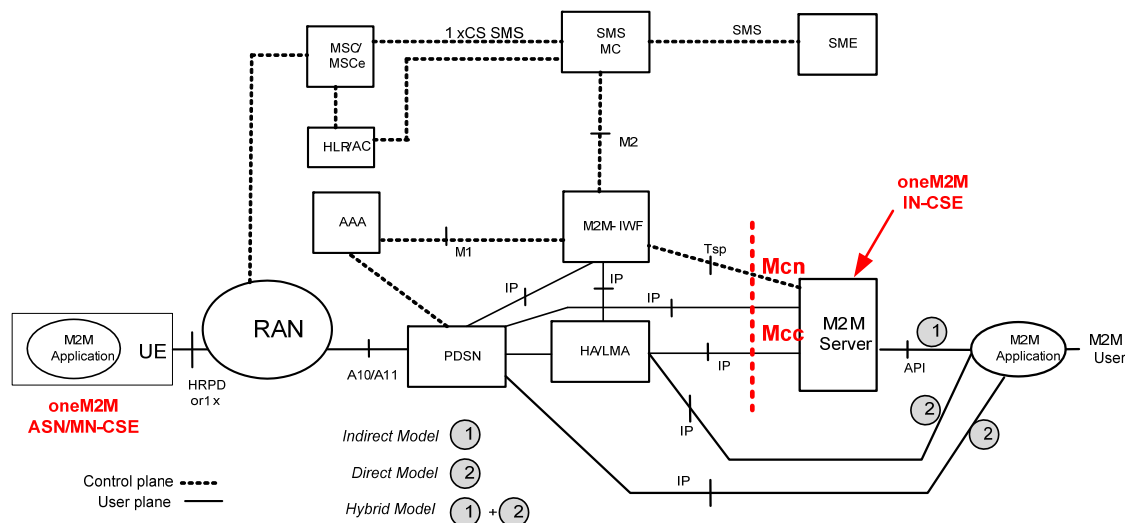 1 xCS SMS
MSC/
MSCe
SMS
MC
SMS
SME
HLR/AC
M2
oneM2M
IN-CSE
AAA
M1
M2M- IWF
Tsp
Mcn
IP
IP
IP
RAN
M2M
Application
UE
HRPD
or1 x
A10/A11
PDSN
HA/LMA
Mcc
IP
M2M
Server
1
API
M2M
Application
M2M
User
oneM2M
ASN/MN-CSE
2
2
IP
Indirect Model 1
Direct Model 2
Hybrid Model 1 + 2
IP
Control plane
User plane